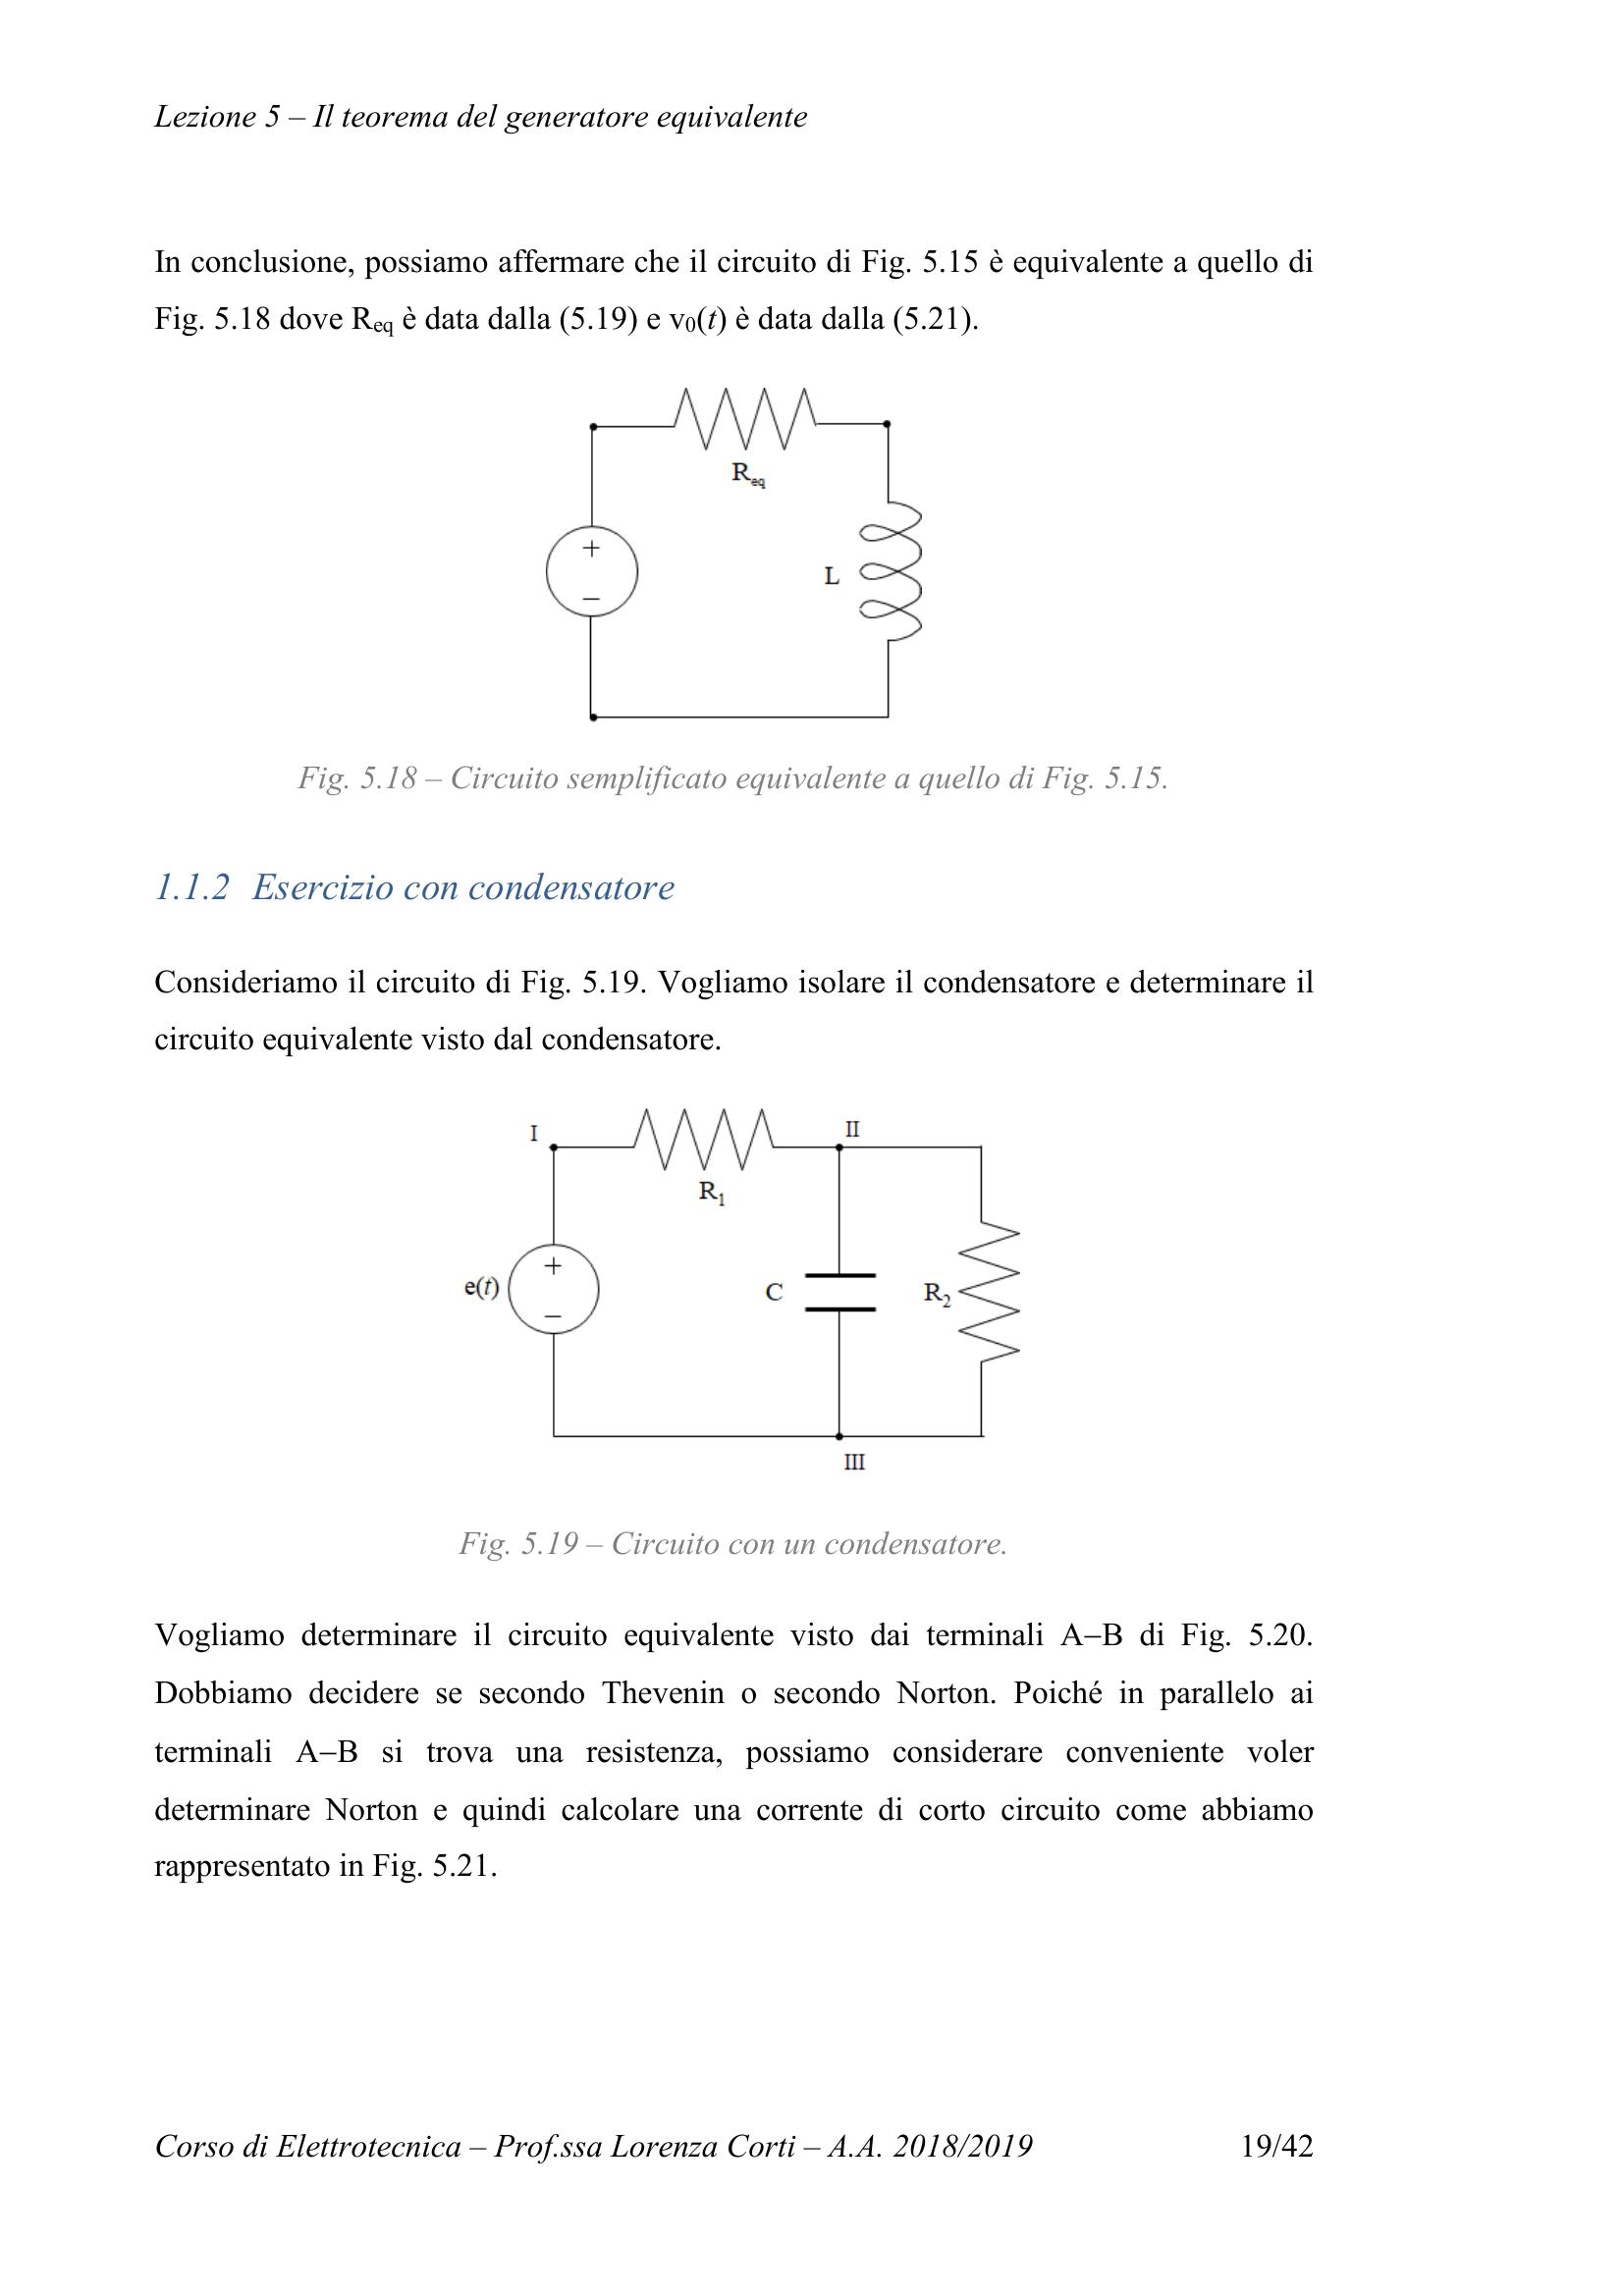 Lezione 5 – Il teorema del generatore equivalente
In conclusione, possiamo affermare che il circuito di Fig. 5.15 è equivalente a quello di
Fig. 5.18 dove Req è data dalla (5.19) e v0(t) è data dalla (5.21).
Req
+
L
–
Fig. 5.18 – Circuito semplificato equivalente a quello di Fig. 5.15.
1.1.2 Esercizio con condensatore
Consideriamo il circuito di Fig. 5.19. Vogliamo isolare il condensatore e determinare il
circuito equivalente visto dal condensatore.
I
II
R1
+
e(t)
C
R2
–
III
Fig. 5.19 – Circuito con un condensatore.
Vogliamo determinare il circuito equivalente visto dai terminali A–B di Fig. 5.20.
Dobbiamo decidere se secondo Thevenin o secondo Norton. Poiché in parallelo ai
terminali A–B si trova una resistenza, possiamo considerare conveniente voler
determinare Norton e quindi calcolare una corrente di corto circuito come abbiamo
rappresentato in Fig. 5.21.
Corso di Elettrotecnica – Prof.ssa Lorenza Corti – A.A. 2018/2019 19/42